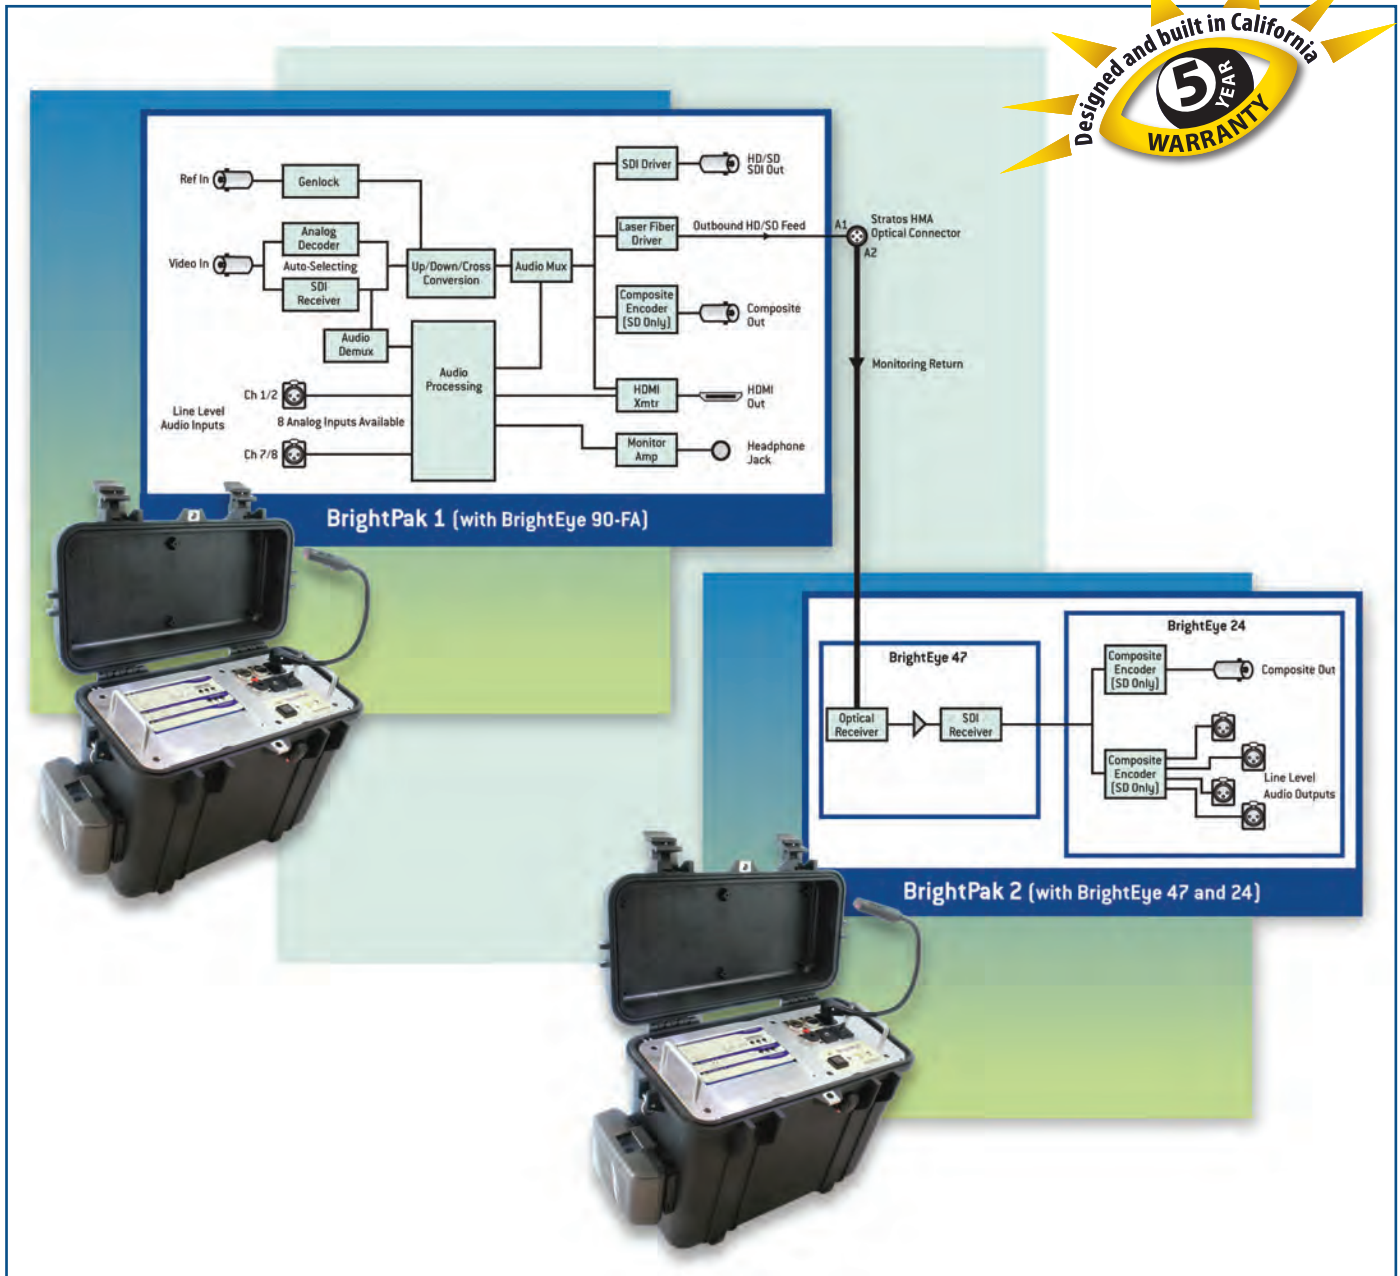 Designed and built in California
5
YEAR
WARRANTY
Ref In
Genlock
Video In
Analog
Decoder
Auto-Selecting
SDI
Receiver
Audio
Demux
Up/Down/Cross
Conversion
Audio Mux
Audio
Processing
Line Level
Audio Inputs
Ch 1/2
8 Analog Inputs Available
Ch 7/8
SDI Driver
HD/SD
SDI Out
Laser Fiber
Driver
Outbound HD/SD Feed
A1
A2
Stratos HMA
Optical Connector
Composite
Encoder
(SD Only)
Composite
Out
HDMI
Xmtr
HDMI
Out
Monitor
Amp
Headphone
Jack
Monitoring Return
BrightPak 1 (with BrightEye 90-FA)
BrightEye 47
Optical
Receiver
SDI
Receiver
BrightEye 24
Composite
Encoder
(SD Only)
Composite Out
Composite
Encoder
(SD Only)
Line Level
Audio Outputs
BrightPak 2 (with BrightEye 47 and 24)